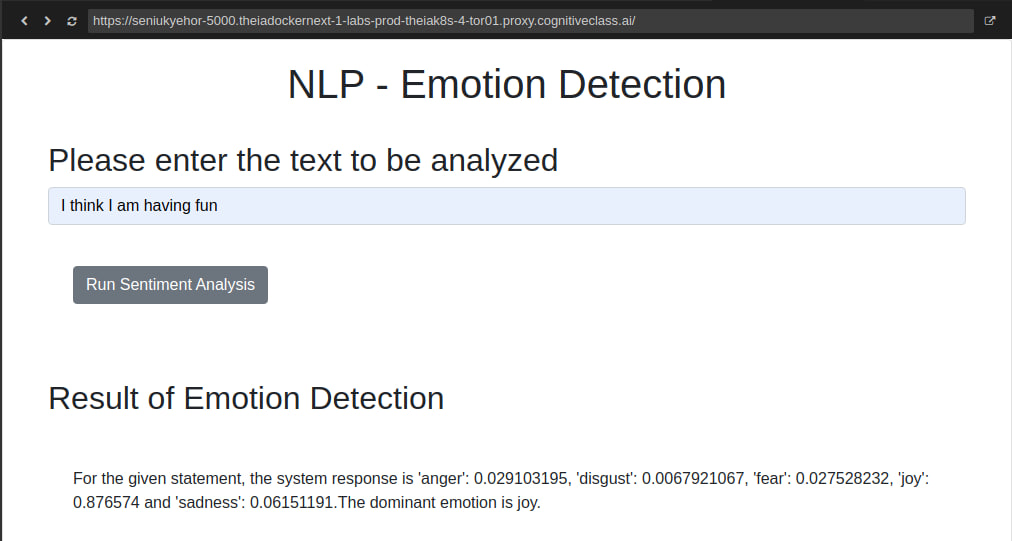 https://seniukyehor-5000.theiadockernext-1-labs-prod-theiak8s-4-tor01.proxy.cognitiveclass.ai/
NLP - Emotion Detection
Please enter the text to be analyzed
I think I am having fun
Run Sentiment Analysis
Result of Emotion Detection
For the given statement, the system response is 'anger': 0.029103195, 'disgust': 0.0067921067, 'fear': 0.027528232, 'joy':
0.876574 and 'sadness': 0.06151191.The dominant emotion is joy.